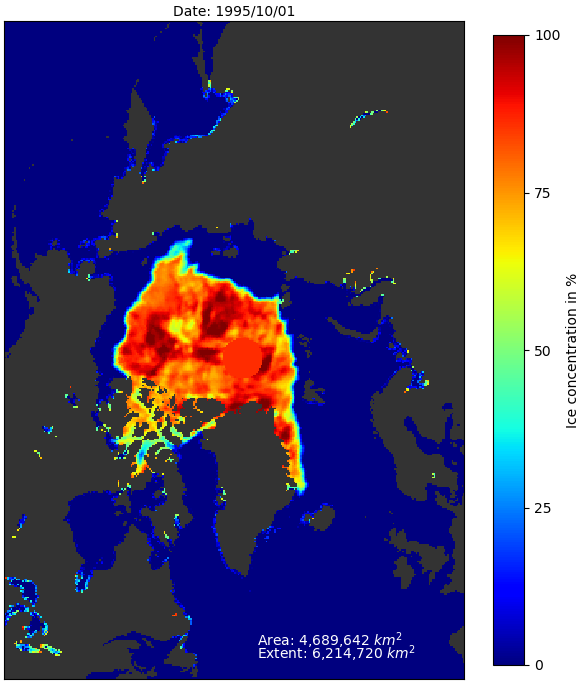 Date: 1995/10/01
100
75
50
25
0
Ice concentration in %
Area: 4,689,642 km²
Extent: 6,214,720 km²